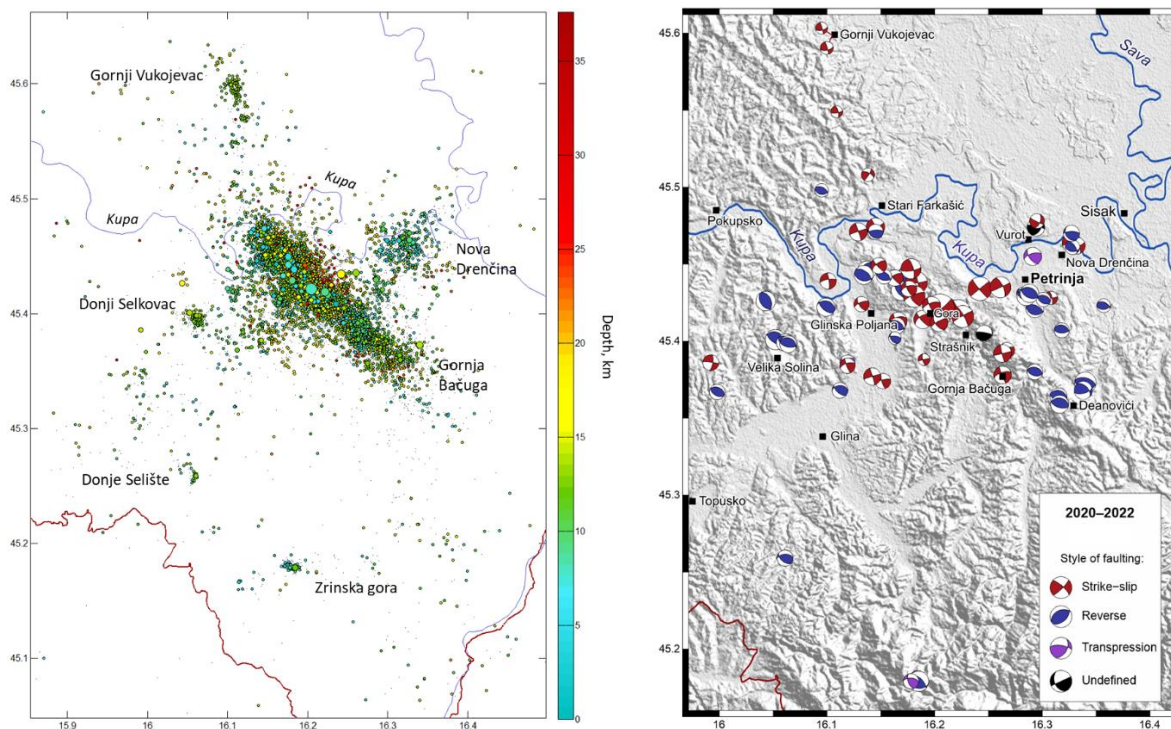 45.6
45.5
45.4
45.3
45.2
45.1
15.9
16
16.1
16.2
16.3
16.4
Gornji Vukojevac
Kupa
Kupa
Nova
Drenčina
Donji Selkovac
Gornja
Bačuga
Donje Selište
Zrinska gora
35
30
25
20
15
10
5
0
Depth, km
45.6
45.5
45.4
45.3
45.2
16
16.1
16.2
16.3
16.4
Gornji Vukojevac
Sava
Pokupsko
Stari Farkašić
Sisak
Kupa
Kupa
Vurot
Nova Drenčina
Petrinja
Glinska Poljana
Gora
Strašnik
Velika Solina
Gornja Bačuga
Deanovići
Glina
Topusko
2020–2022
Style of faulting:
Strike–slip
Reverse
Transpression
Undefined